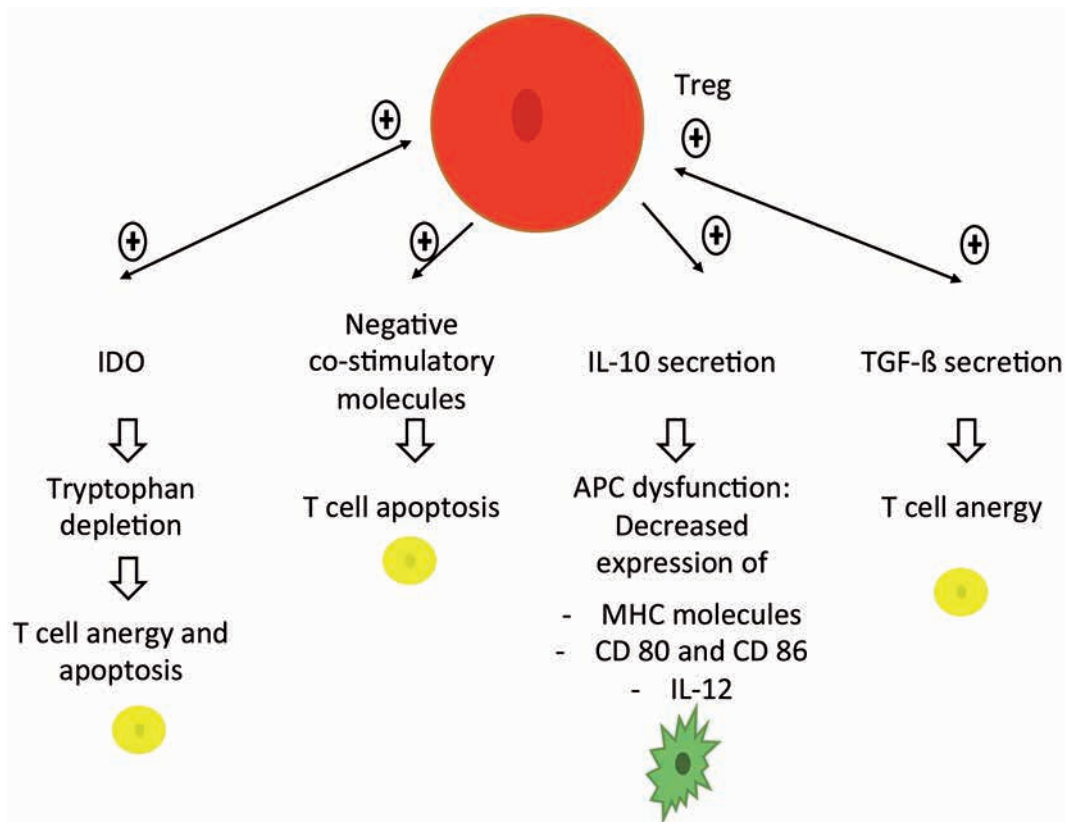 Treg
+
+
+
+
+
+
IDO
Negative
co-stimulatory
molecules
IL-10 secretion
TGF-ß secretion
Tryptophan
depletion
T cell apoptosis
APC dysfunction:
Decreased
expression of
T cell anergy
- MHC molecules
- CD 80 and CD 86
- IL-12
T cell anergy and
apoptosis